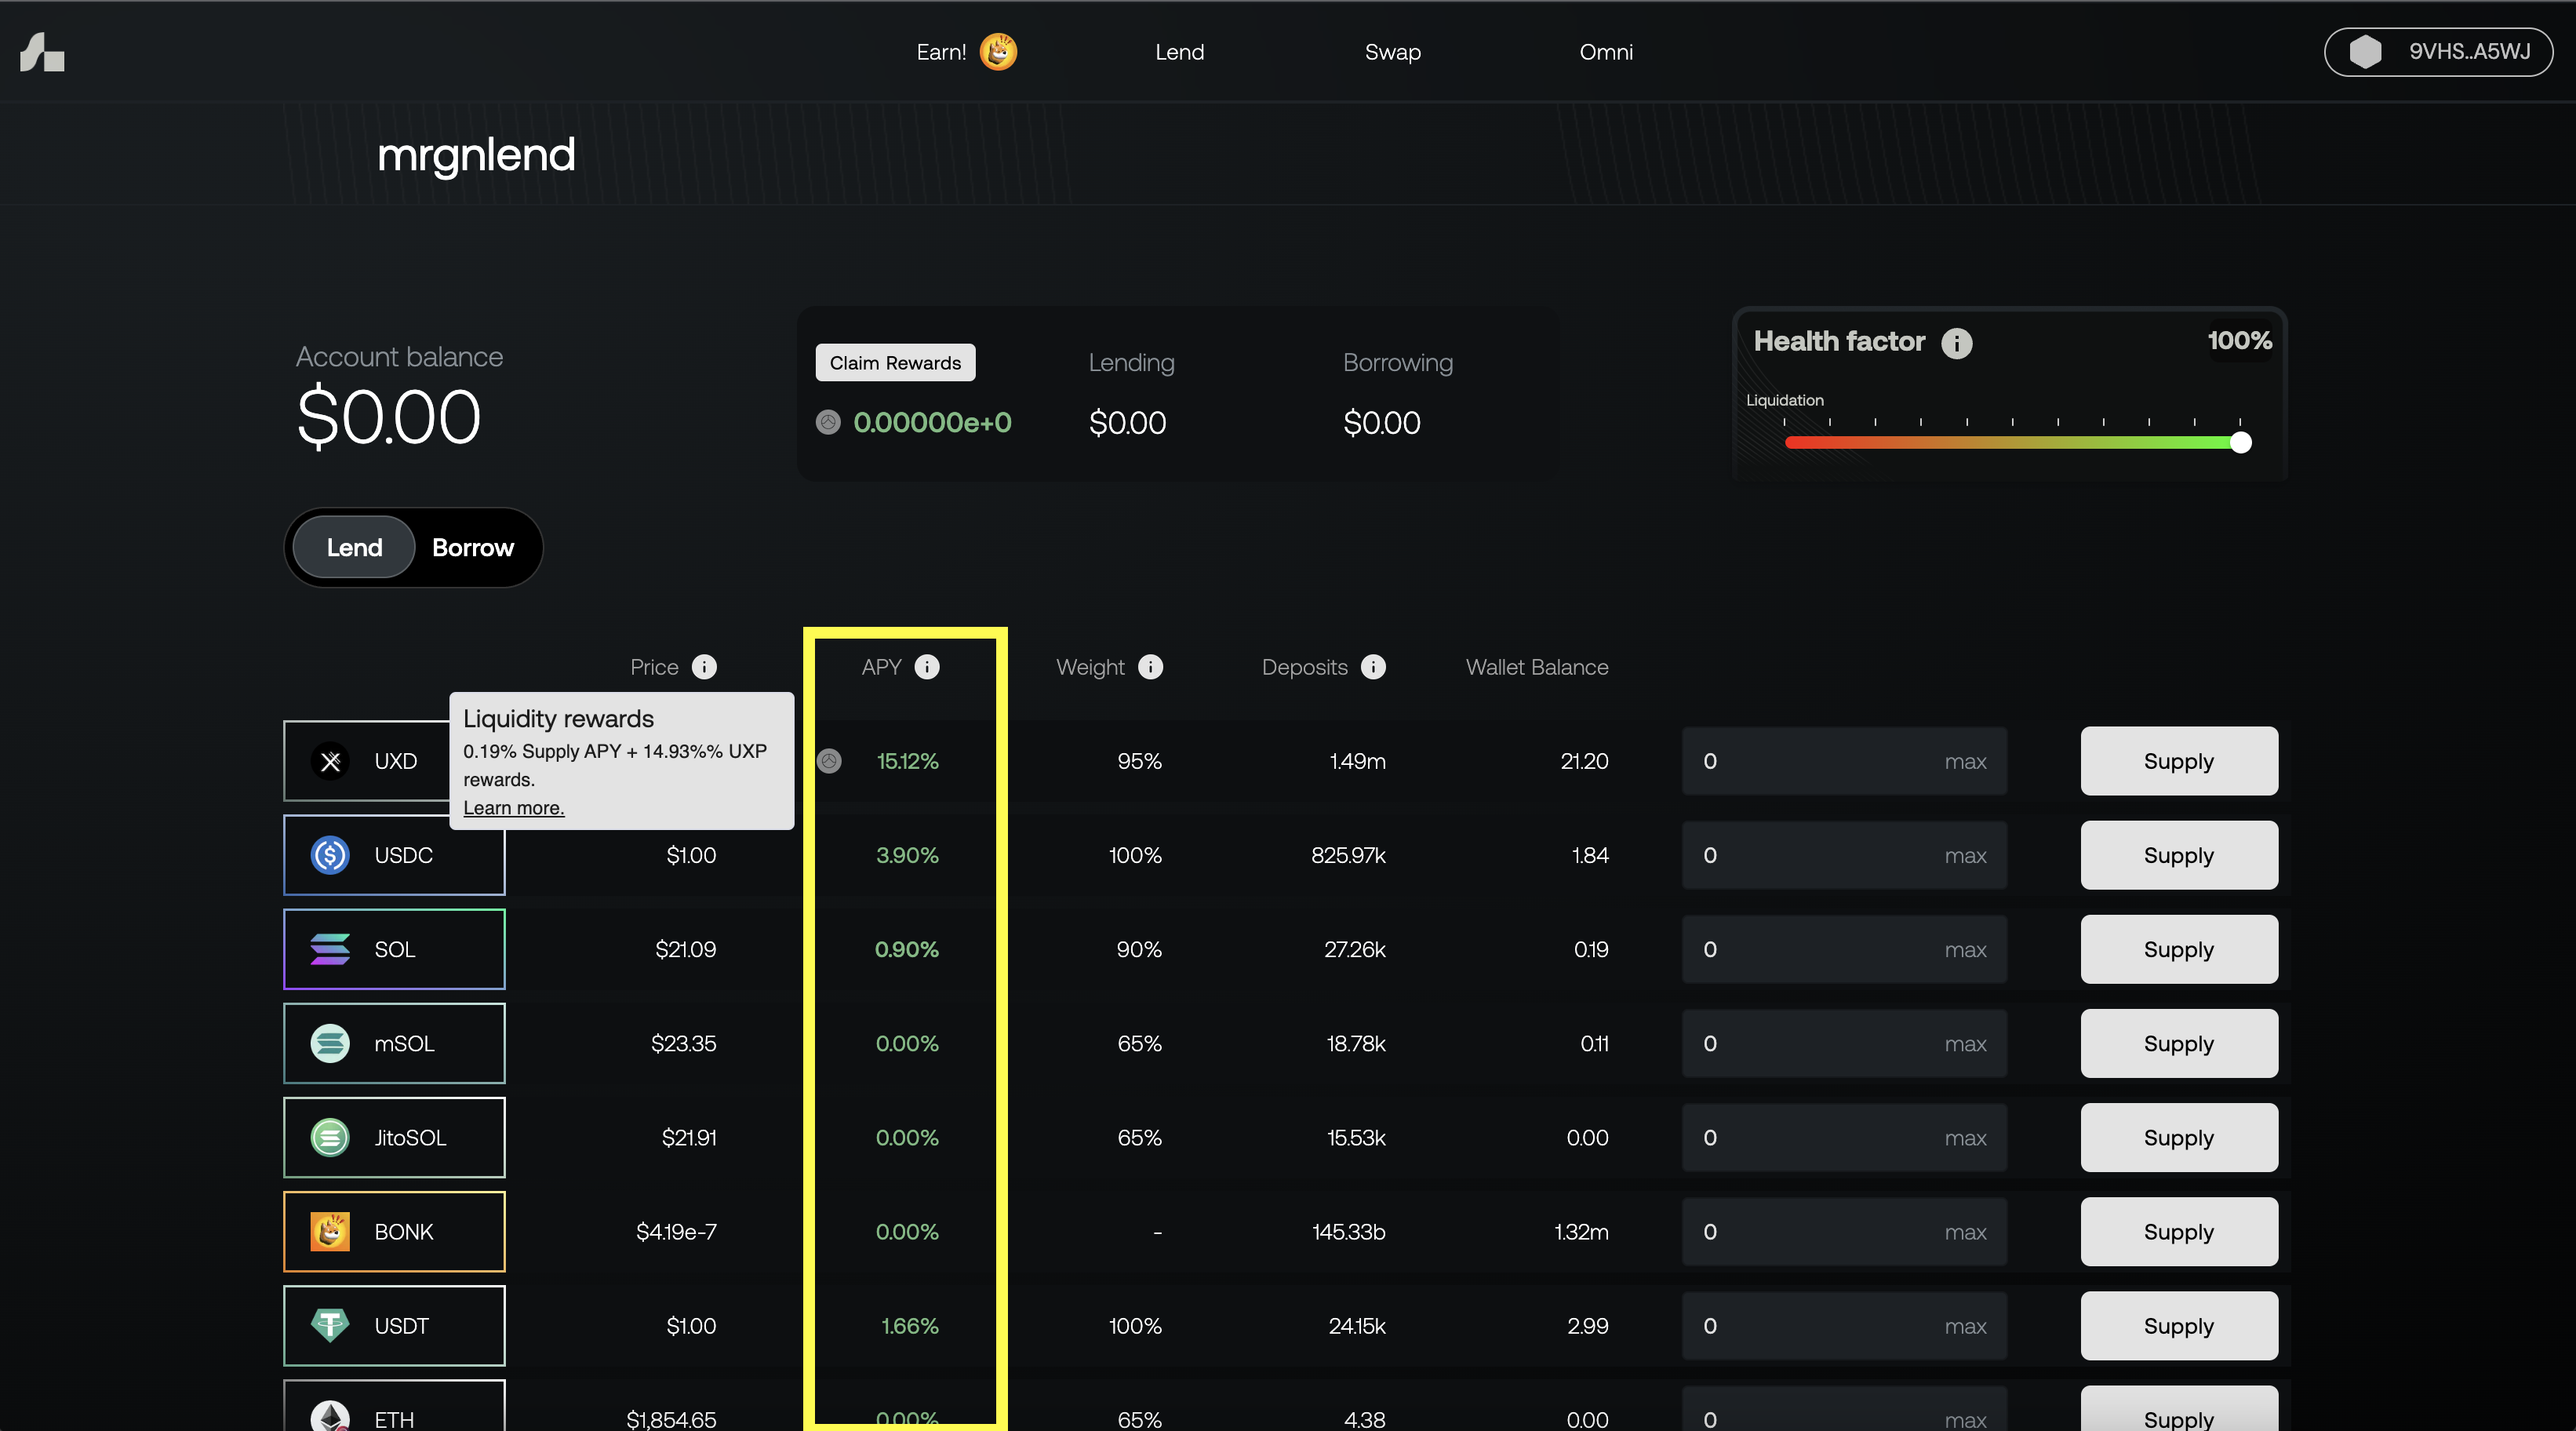 Earn! Lend Swap Omni 9VHS..A5WJ
mrgnlend
Account balance
$0.00
Claim Rewards Lending Borrowing
0.00000e+0 $0.00 $0.00
Health factor i 100%
Liquidation
Lend Borrow
Price i APY i Weight i Deposits i Wallet Balance
Liquidity rewards
0.19% Supply APY + 14.93%% UXP
rewards.
Learn more.
UXD 15.12% 95% 1.49m 21.20 0 max Supply
USDC $1.00 3.90% 100% 825.97k 1.84 0 max Supply
SOL $21.09 0.90% 90% 27.26k 0.19 0 max Supply
mSOL $23.35 0.00% 65% 18.78k 0.11 0 max Supply
JitoSOL $21.91 0.00% 65% 15.53k 0.00 0 max Supply
BONK $4.19e-7 0.00% - 145.33b 1.32m 0 max Supply
USDT $1.00 1.66% 100% 24.15k 2.99 0 max Supply
ETH $1,854.65 0.00% 65% 4.38 0.00 0 max Supply